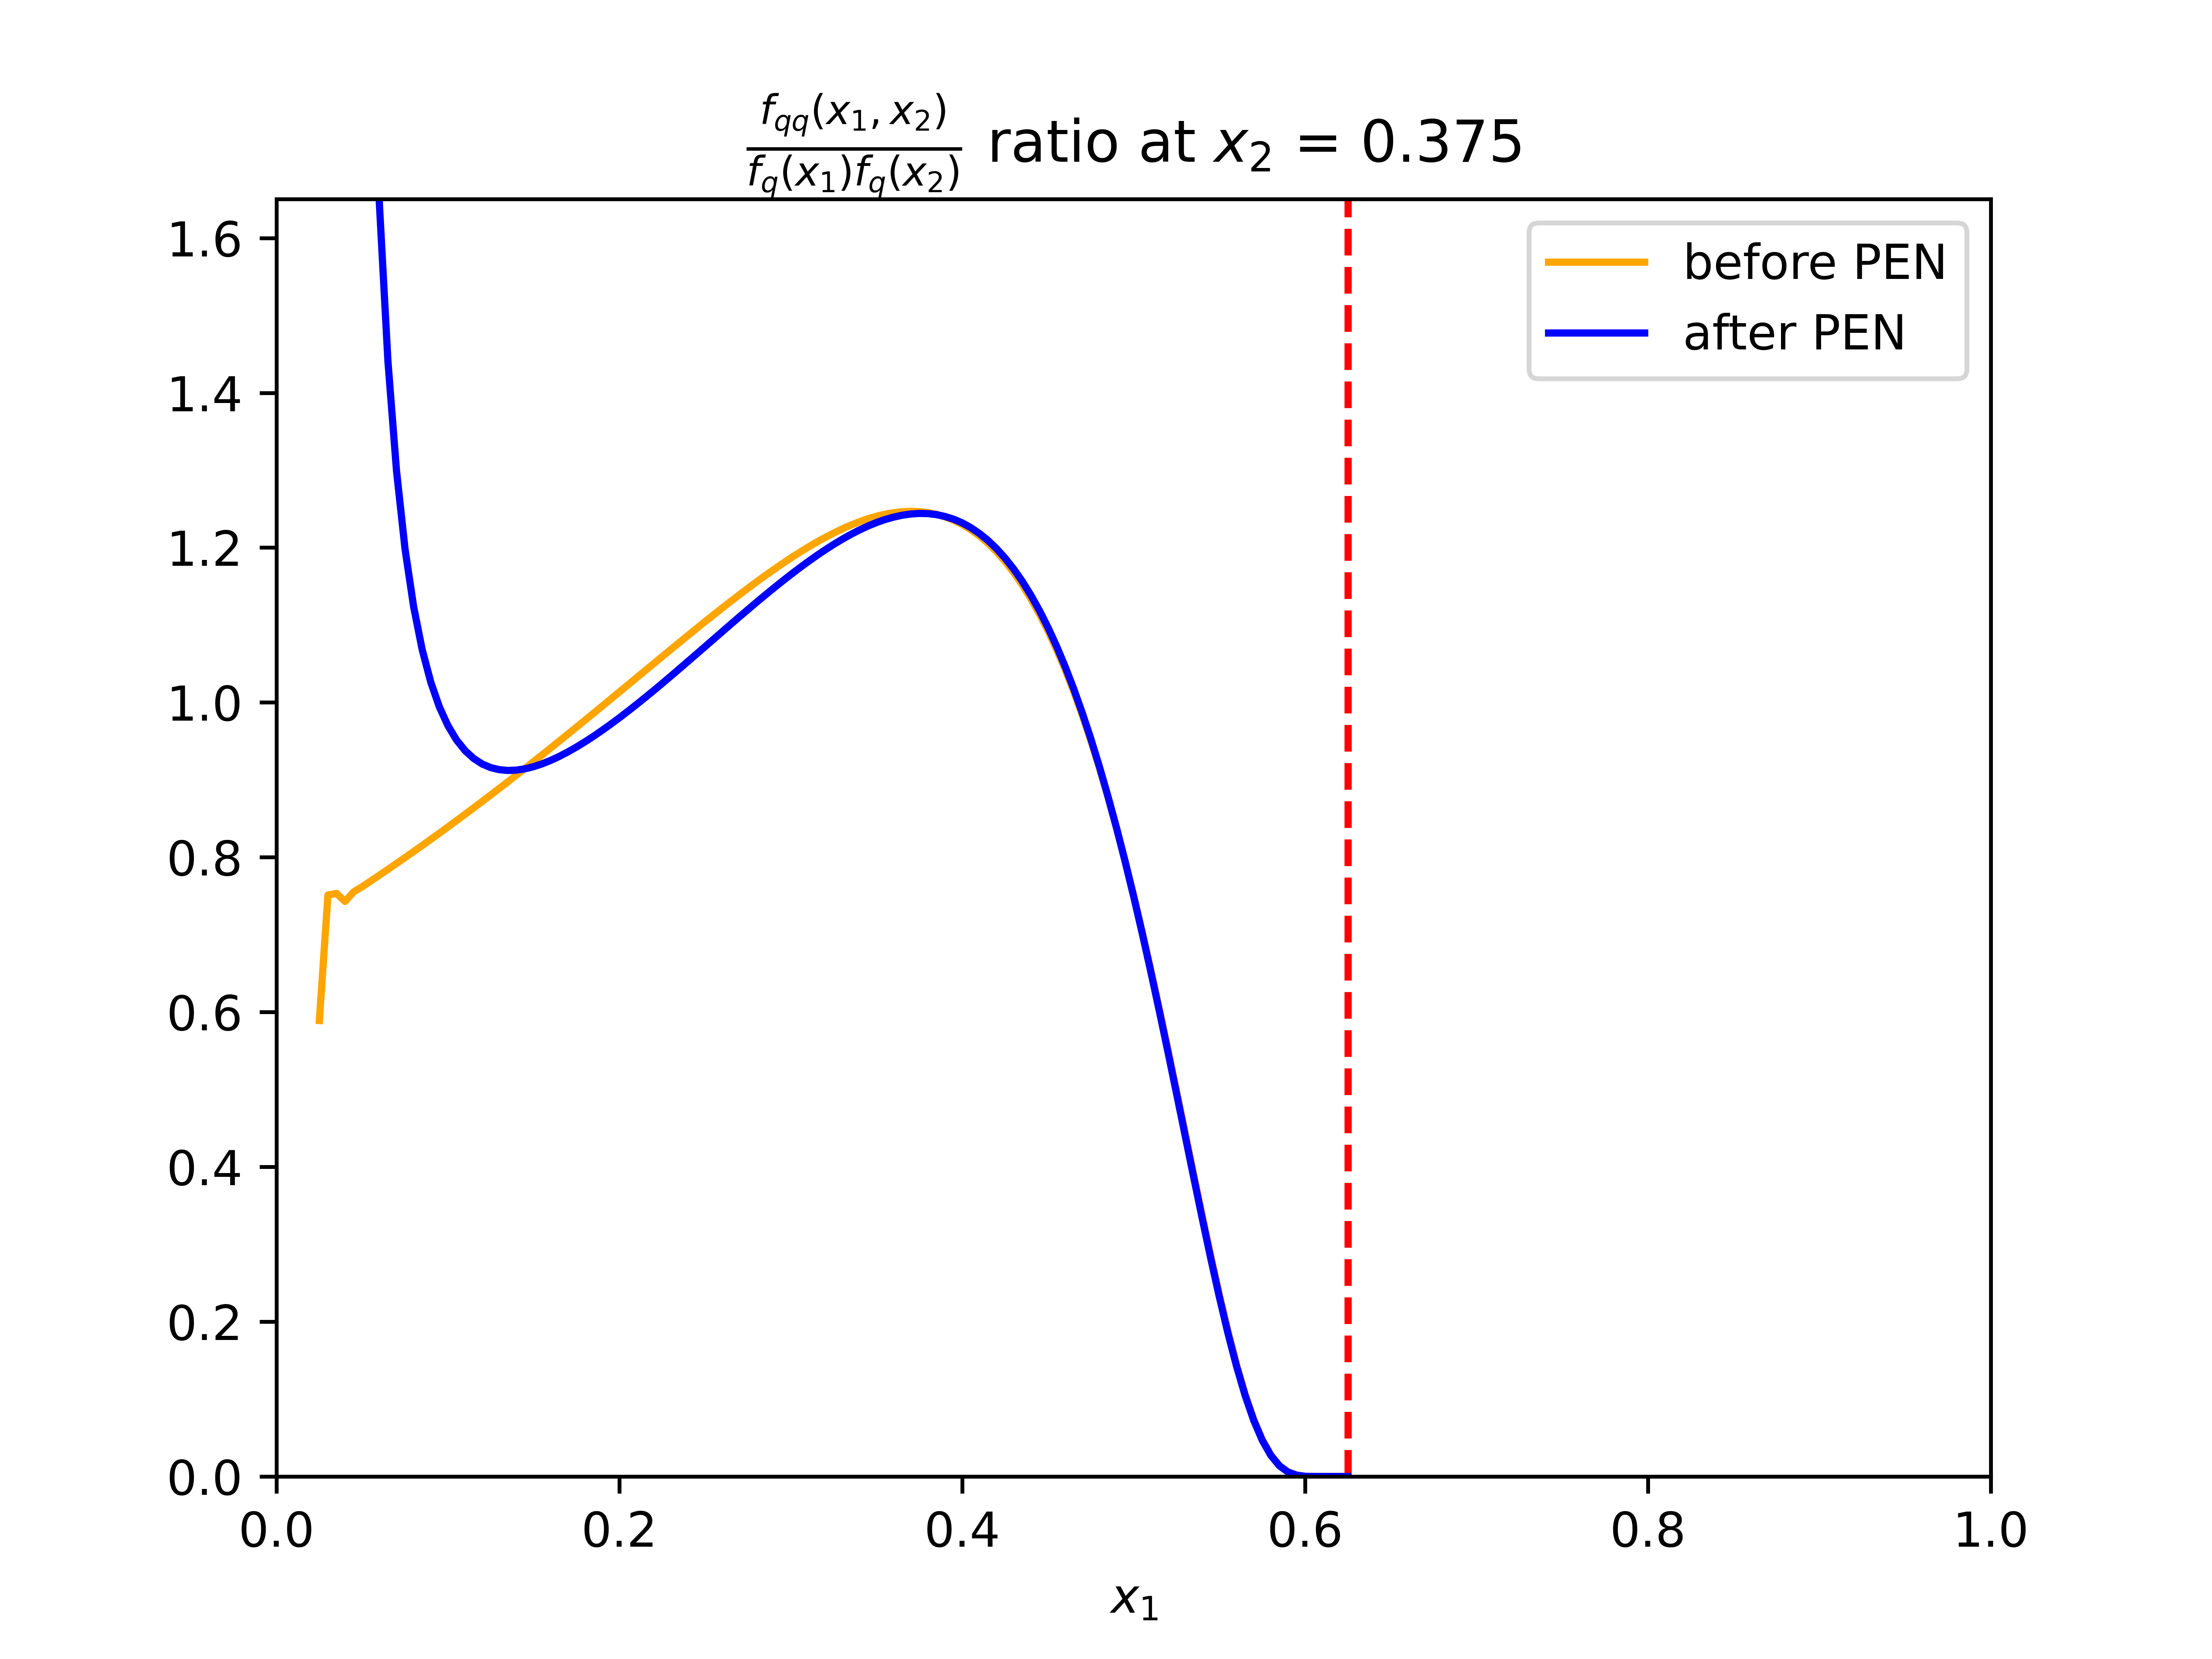 f_qq(x_1, x_2)
f_q(x_1)f_q(x_2)
ratio at x_2 = 0.375
before PEN
after PEN
1.6
1.4
1.2
1.0
0.8
0.6
0.4
0.2
0.0
0.0 0.2 0.4 0.6 0.8 1.0
x_1